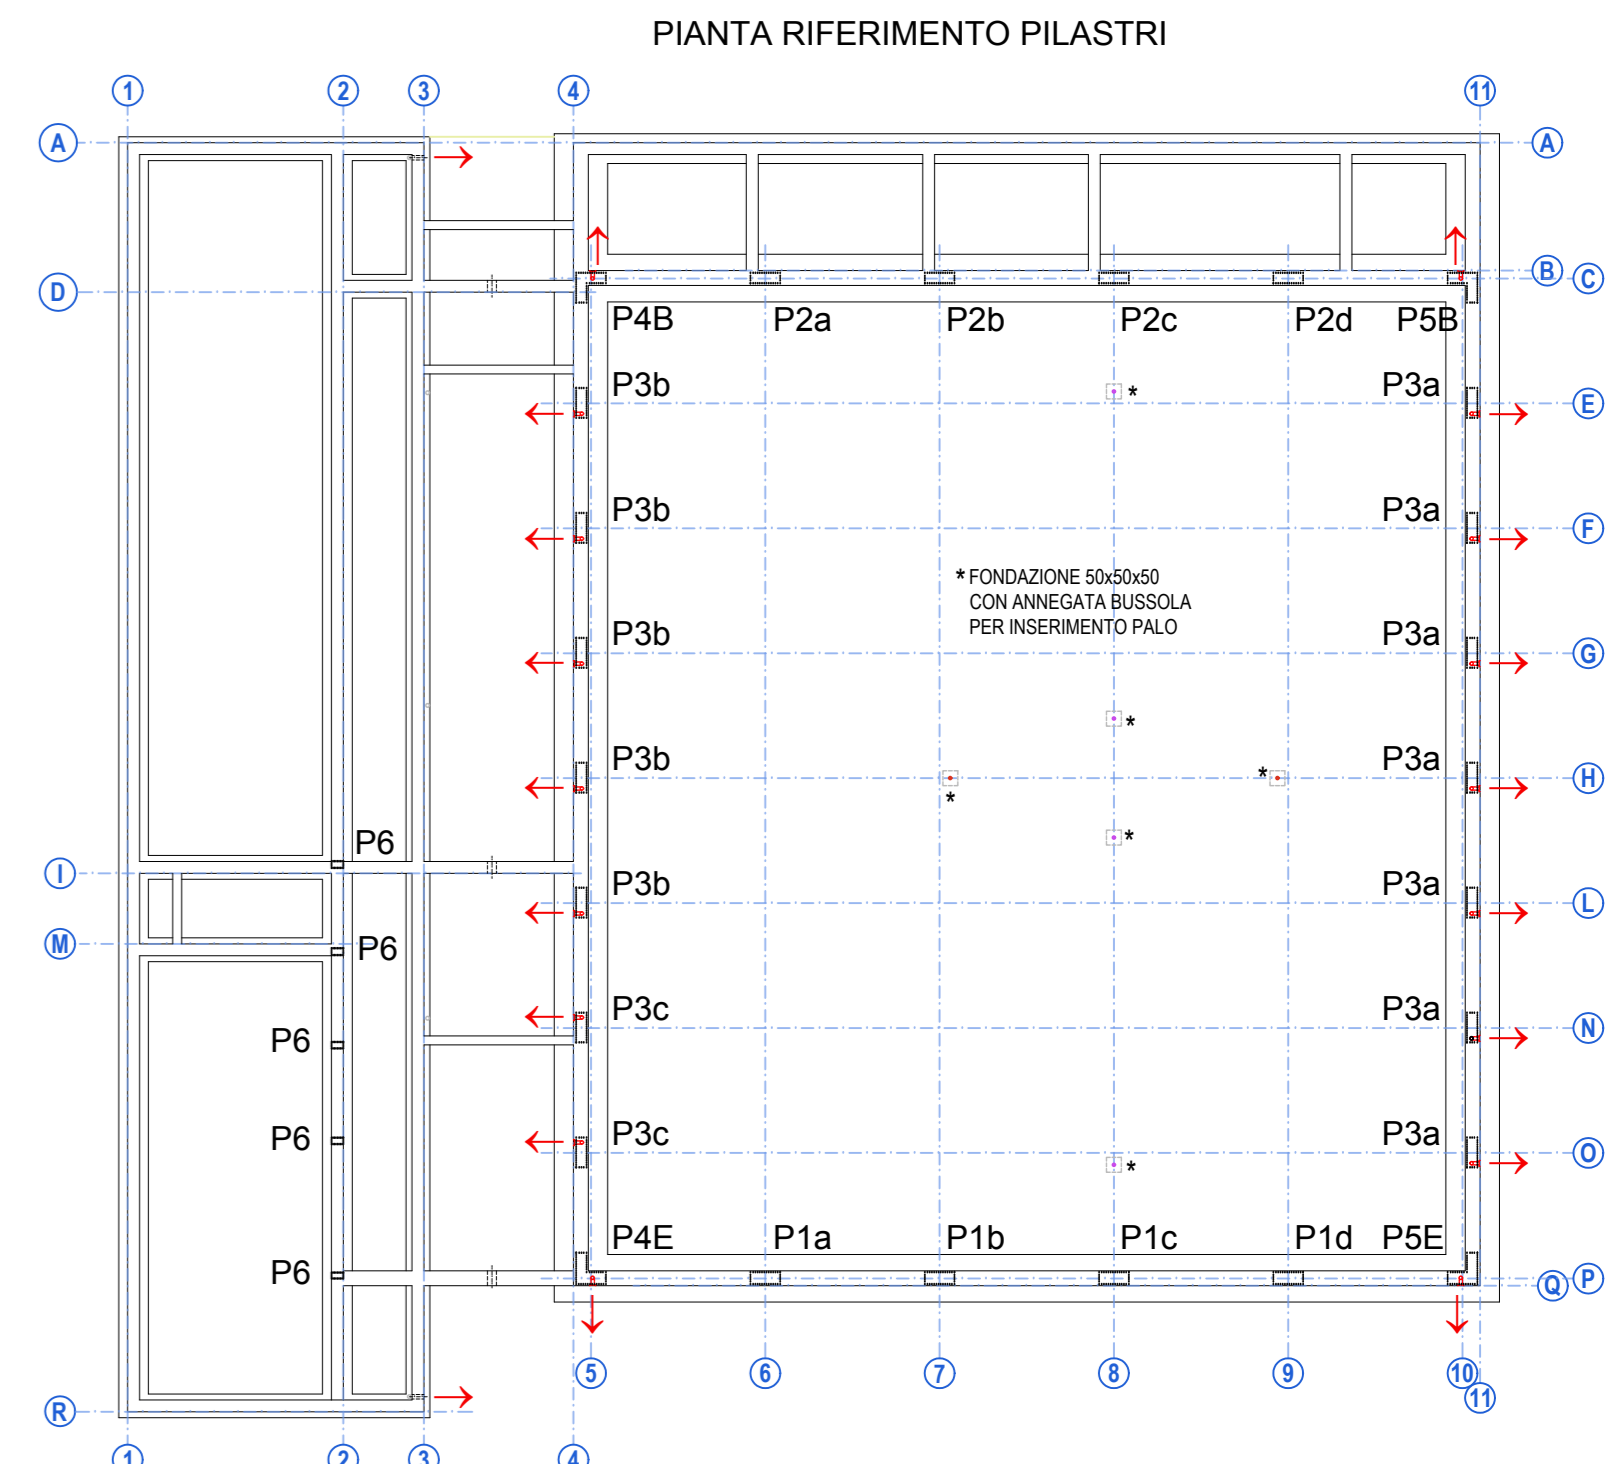 PIANTA RIFERIMENTO PILASTRI
1 2 3 4 11
A A
B
D C
P4B P2a P2b P2c P2d P5B
P3b * P3a E
P3b P3a F
* FONDAZIONE 50x50x50
CON ANNEGATA BUSSOLA
PER INSERIMENTO PALO
P3b P3a G
*
P3b * P3a H
*
P6 *
I P3b P3a L
M P6
P3c P3a N
P6
P6 P3c P3a O
*
P4E P1a P1b P1c P1d P5E
P6 Q P
5 6 7 8 9 10
R 11
1 2 3 4